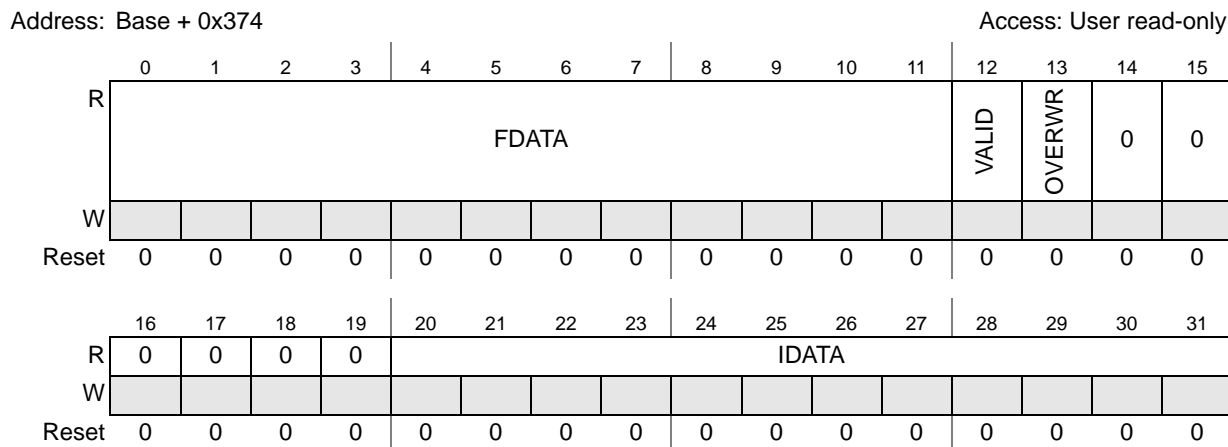 Address: Base + 0x374 Access: User read-only
0 1 2 3 4 5 6 7 8 9 10 11 12 13 14 15
R FDATA VALID OVERWR 0 0
W
Reset 0 0 0 0 0 0 0 0 0 0 0 0 0 0 0 0
16 17 18 19 20 21 22 23 24 25 26 27 28 29 30 31
R 0 0 0 0 IDATA
W
Reset 0 0 0 0 0 0 0 0 0 0 0 0 0 0 0 0